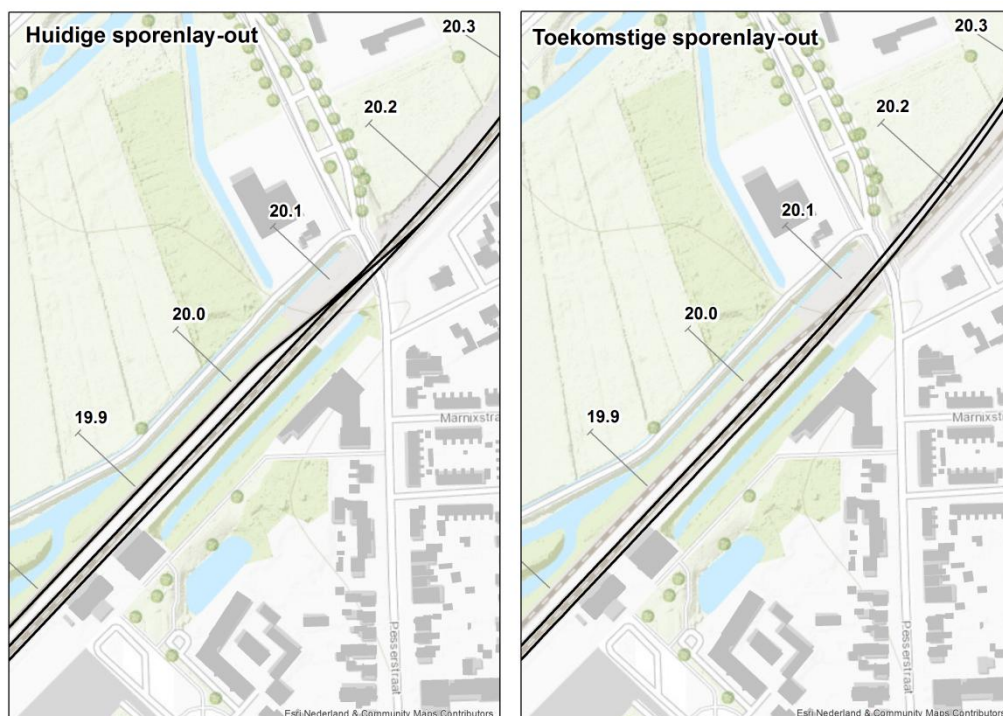 Huidige sporenlay-out
20.3
20.2
20.1
20.0
19.9
Marnixstra
Pesserstraat
Esri Nederland & Community Maps Contributors
Toekomstige sporenlay-out
20.3
20.2
20.1
20.0
19.9
Marnixstra
Pesserstraat
Esri Nederland & Community Maps Contributors